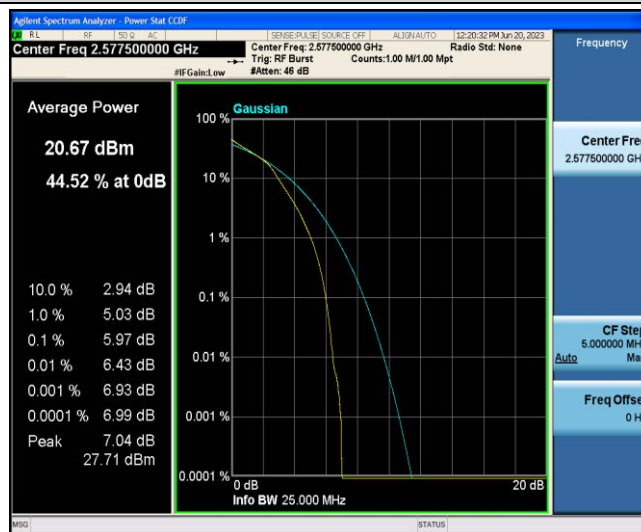 Agilent Spectrum Analyzer - Power Stat CCDF
RL RF 50 Ω AC SENSE:PULSE SOURCE OFF ALIGN AUTO 12:20:32 PM Jun 20, 2023
Center Freq 2.577500000 GHz
Center Freq: 2.577500000 GHz Radio Std: None
Trig: RF Burst Counts:1.00 M/1.00 Mpt
#IFGain:Low #Atten: 46 dB
Frequency
Average Power
20.67 dBm
44.52 % at 0dB
10.0 % 2.94 dB
1.0 % 5.03 dB
0.1 % 5.97 dB
0.01 % 6.43 dB
0.001 % 6.93 dB
0.0001 % 6.99 dB
Peak 7.04 dB
27.71 dBm
Gaussian
100 %
10 %
1 %
0.1 %
0.01 %
0.001 %
0.0001 %
0 dB 20 dB
Info BW 25.000 MHz
Center Fre
2.577500000 GH
CF Ste
5.000000 MH
Auto Ma
Freq Offse
0 H
MSG STATUS